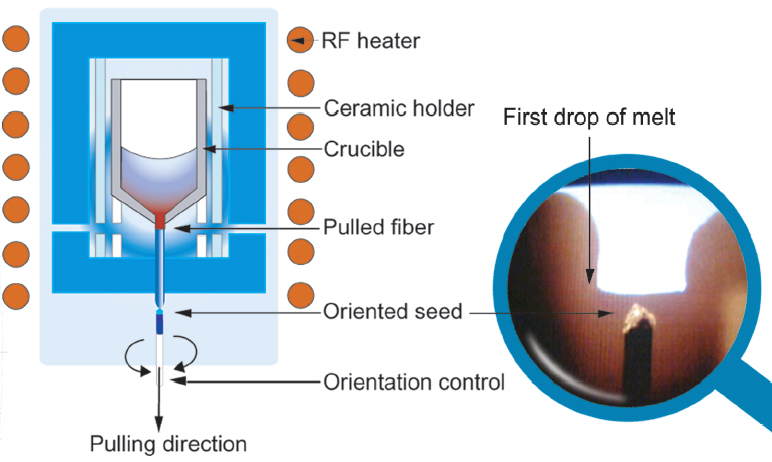 RF heater
Ceramic holder
First drop of melt
Crucible
Pulled fiber
Oriented seed
Orientation control
Pulling direction